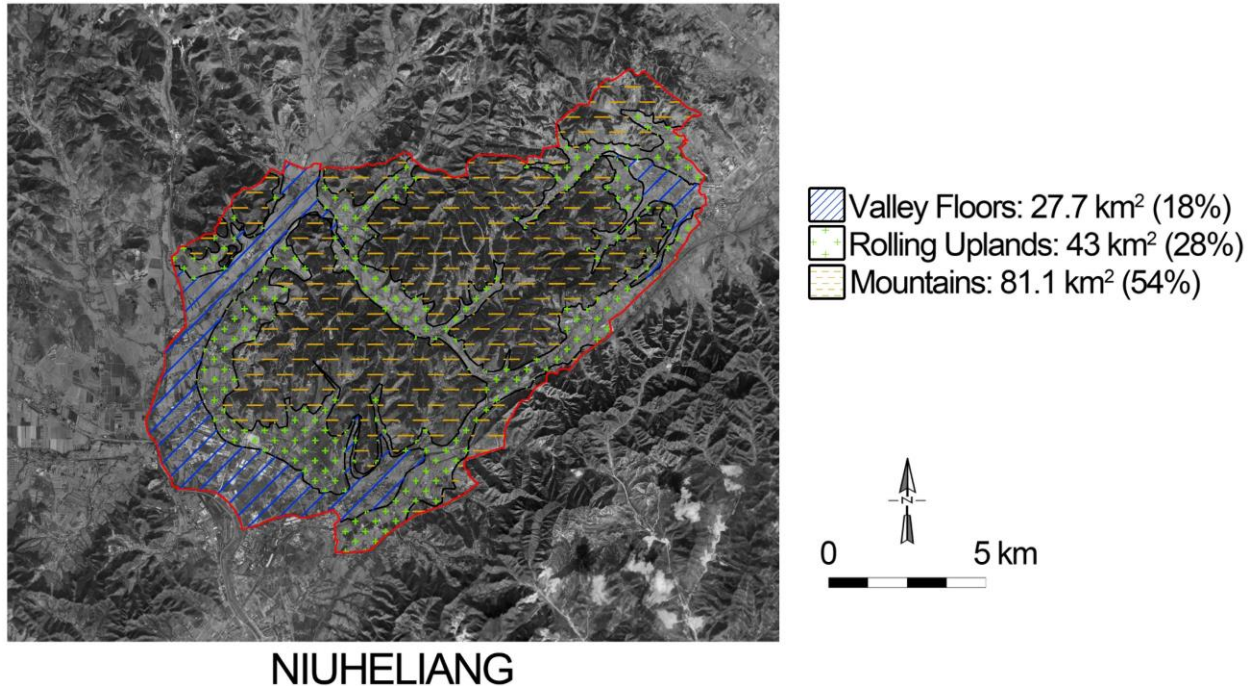 Valley Floors: 27.7 km² (18%)
Rolling Uplands: 43 km² (28%)
Mountains: 81.1 km² (54%)
N
0 5 km
NIUHELIANG